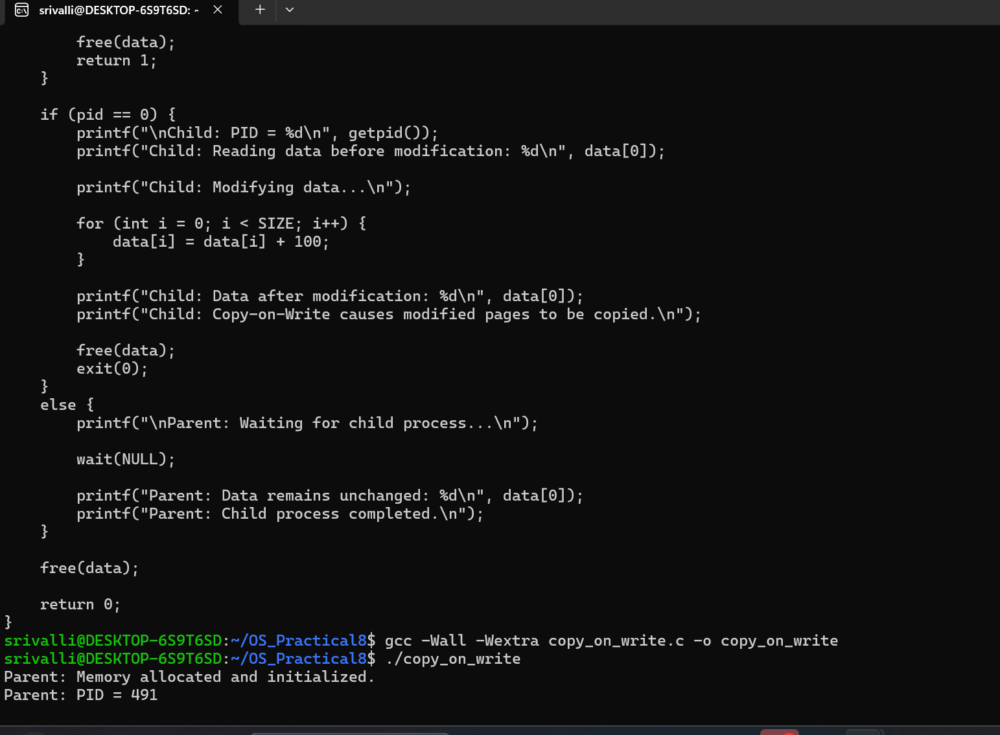 srivalli@DESKTOP-6S9T6SD: ~
        free(data);
        return 1;
    }

    if (pid == 0) {
        printf("\nChild: PID = %d\n", getpid());
        printf("Child: Reading data before modification: %d\n", data[0]);

        printf("Child: Modifying data...\n");

        for (int i = 0; i < SIZE; i++) {
            data[i] = data[i] + 100;
        }

        printf("Child: Data after modification: %d\n", data[0]);
        printf("Child: Copy-on-Write causes modified pages to be copied.\n");

        free(data);
        exit(0);
    }
    else {
        printf("\nParent: Waiting for child process...\n");

        wait(NULL);

        printf("Parent: Data remains unchanged: %d\n", data[0]);
        printf("Parent: Child process completed.\n");
    }

    free(data);

    return 0;
}
srivalli@DESKTOP-6S9T6SD:~/OS_Practical8$ gcc -Wall -Wextra copy_on_write.c -o copy_on_write
srivalli@DESKTOP-6S9T6SD:~/OS_Practical8$ ./copy_on_write
Parent: Memory allocated and initialized.
Parent: PID = 491